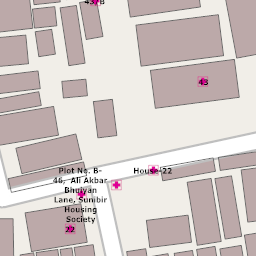 43/B
43
House-22
Plot No. B-
46,  Ali Akbar
Bhuiyan
Lane, Sunibir
Housing
Society
22